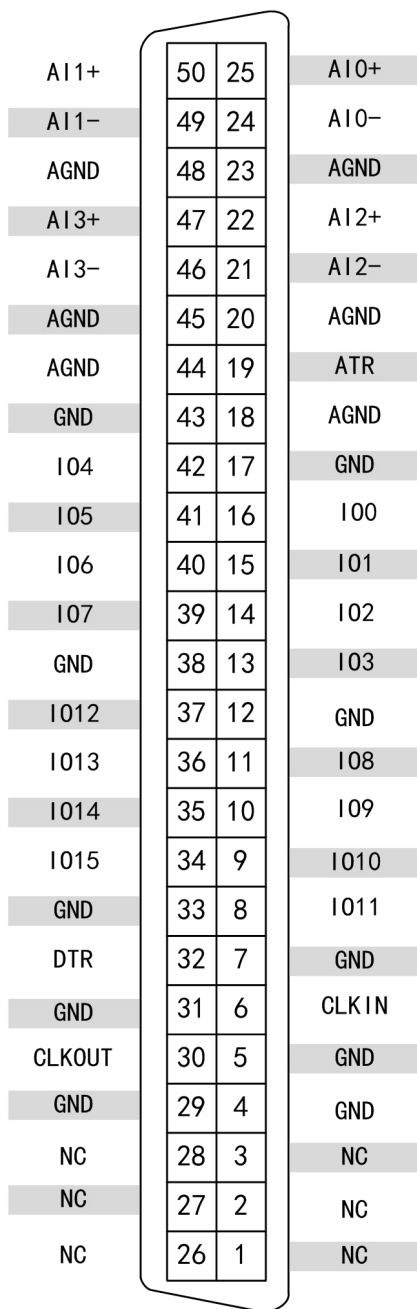 AI1+ 50 25 AI0+
AI1- 49 24 AI0-
AGND 48 23 AGND
AI3+ 47 22 AI2+
AI3- 46 21 AI2-
AGND 45 20 AGND
AGND 44 19 ATR
GND 43 18 AGND
IO4 42 17 GND
IO5 41 16 IO0
IO6 40 15 IO1
IO7 39 14 IO2
GND 38 13 IO3
IO12 37 12 GND
IO13 36 11 IO8
IO14 35 10 IO9
IO15 34 9 IO10
GND 33 8 IO11
DTR 32 7 GND
GND 31 6 CLKIN
CLKOUT 30 5 GND
GND 29 4 GND
NC 28 3 NC
NC 27 2 NC
NC 26 1 NC